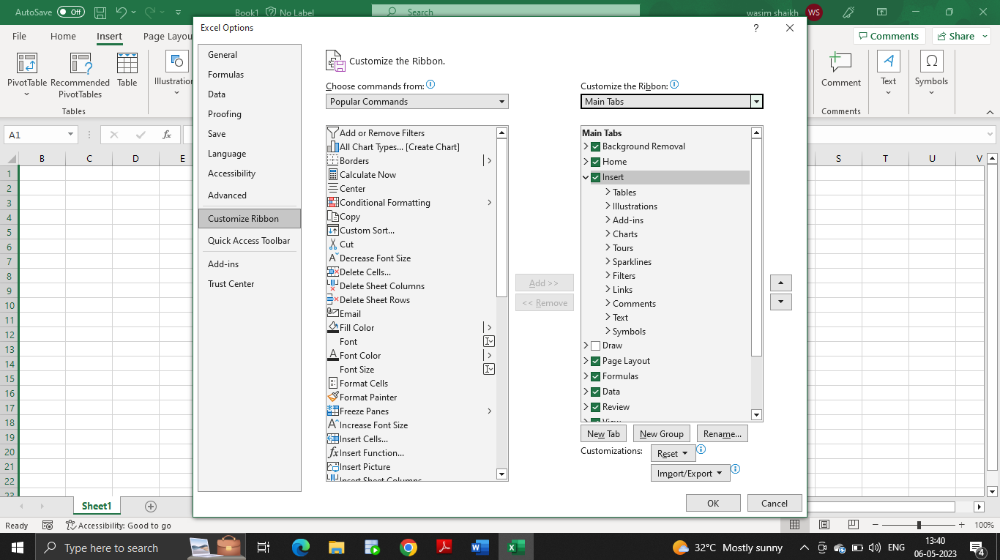 AutoSave Off Book1 No Label Search wasim shaikh WS
File Home Insert Page Layou Comments Share
PivotTable Recommended PivotTables Table Illustration Comment Text Symbols
Tables Comments
A1 fx
B C D E S T U V
1
2
3
4
5
6
7
8
9
10
11
12
13
14
15
16
17
18
19
20
21
22
23
Excel Options ?
General
Formulas
Data
Proofing
Save
Language
Accessibility
Advanced
Customize Ribbon
Quick Access Toolbar
Add-ins
Trust Center
Customize the Ribbon.
Choose commands from:
Popular Commands
Add or Remove Filters
All Chart Types... [Create Chart]
Borders
Calculate Now
Center
Conditional Formatting
Copy
Custom Sort...
Cut
Decrease Font Size
Delete Cells...
Delete Sheet Columns
Delete Sheet Rows
Email
Fill Color
Font
Font Color
Font Size
Format Cells
Format Painter
Freeze Panes
Increase Font Size
Insert Cells...
Insert Function...
Insert Picture
Insert Sheet Columns
Add >>
<< Remove
Customize the Ribbon:
Main Tabs
Main Tabs
Background Removal
Home
Insert
Tables
Illustrations
Add-ins
Charts
Tours
Sparklines
Filters
Links
Comments
Text
Symbols
Draw
Page Layout
Formulas
Data
Review
View
New Tab New Group Rename...
Customizations: Reset
Import/Export
OK Cancel
Sheet1
Ready Accessibility: Good to go 100%
Type here to search 32°C Mostly sunny ENG 13:40
06-05-2023 4